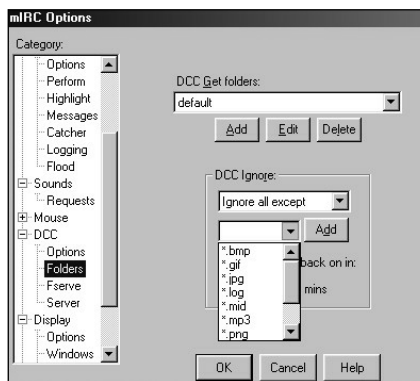 mIRC Options
Category:
Options
Perform
Highlight
Messages
Catcher
Logging
Flood
Sounds
Requests
Mouse
DCC
Options
Folders
Fserve
Server
Display
Options
Windows
DCC Get folders:
default
Add Edit Delete
DCC Ignore:
Ignore all except
Add
*.bmp
*.gif
*.jpg
*.log
*.mid
*.mp3
*.png
back on in:
mins
OK Cancel Help